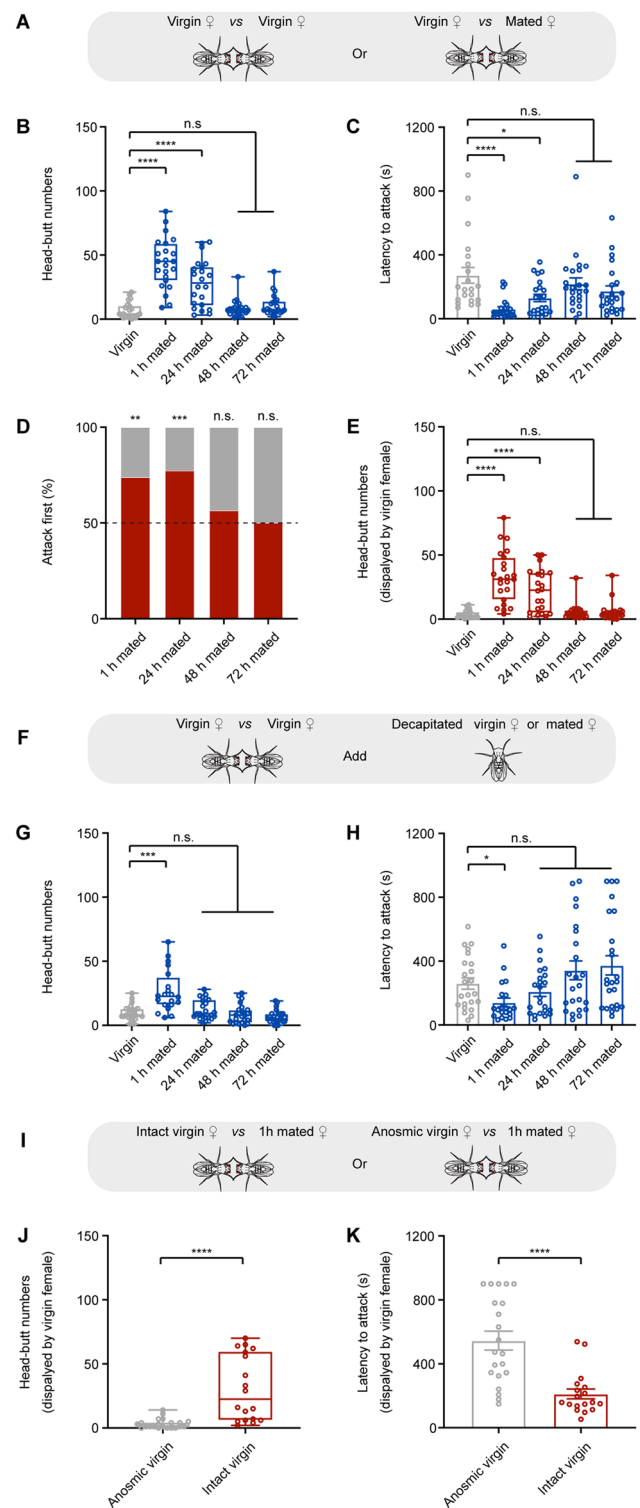 A
Virgin ♀ vs Virgin ♀
Or
Virgin ♀ vs Mated ♀
B
Head-butt numbers
150
100
50
0
n.s
****
****
Virgin
1 h mated
24 h mated
48 h mated
72 h mated
C
Latency to attack (s)
1200
800
400
0
n.s.
*
****
Virgin
1 h mated
24 h mated
48 h mated
72 h mated
D
Attack first (%)
100
50
0
**
***
n.s.
n.s.
1 h mated
24 h mated
48 h mated
72 h mated
E
Head-butt numbers
(dispalyed by virgin female)
150
100
50
0
n.s.
****
****
Virgin
1 h mated
24 h mated
48 h mated
72 h mated
F
Virgin ♀ vs Virgin ♀
Add
Decapitated virgin ♀ or mated ♀
G
Head-butt numbers
150
100
50
0
n.s.
***
Virgin
1 h mated
24 h mated
48 h mated
72 h mated
H
Latency to attack (s)
1200
800
400
0
n.s.
*
Virgin
1 h mated
24 h mated
48 h mated
72 h mated
I
Intact virgin ♀ vs 1h mated ♀
Or
Anosmic virgin ♀ vs 1h mated ♀
J
Head-butt numbers
(dispalyed by virgin female)
150
100
50
0
****
Anosmic virgin
Intact virgin
K
Latency to attack (s)
(dispalyed by virgin female)
1200
800
400
0
****
Anosmic virgin
Intact virgin